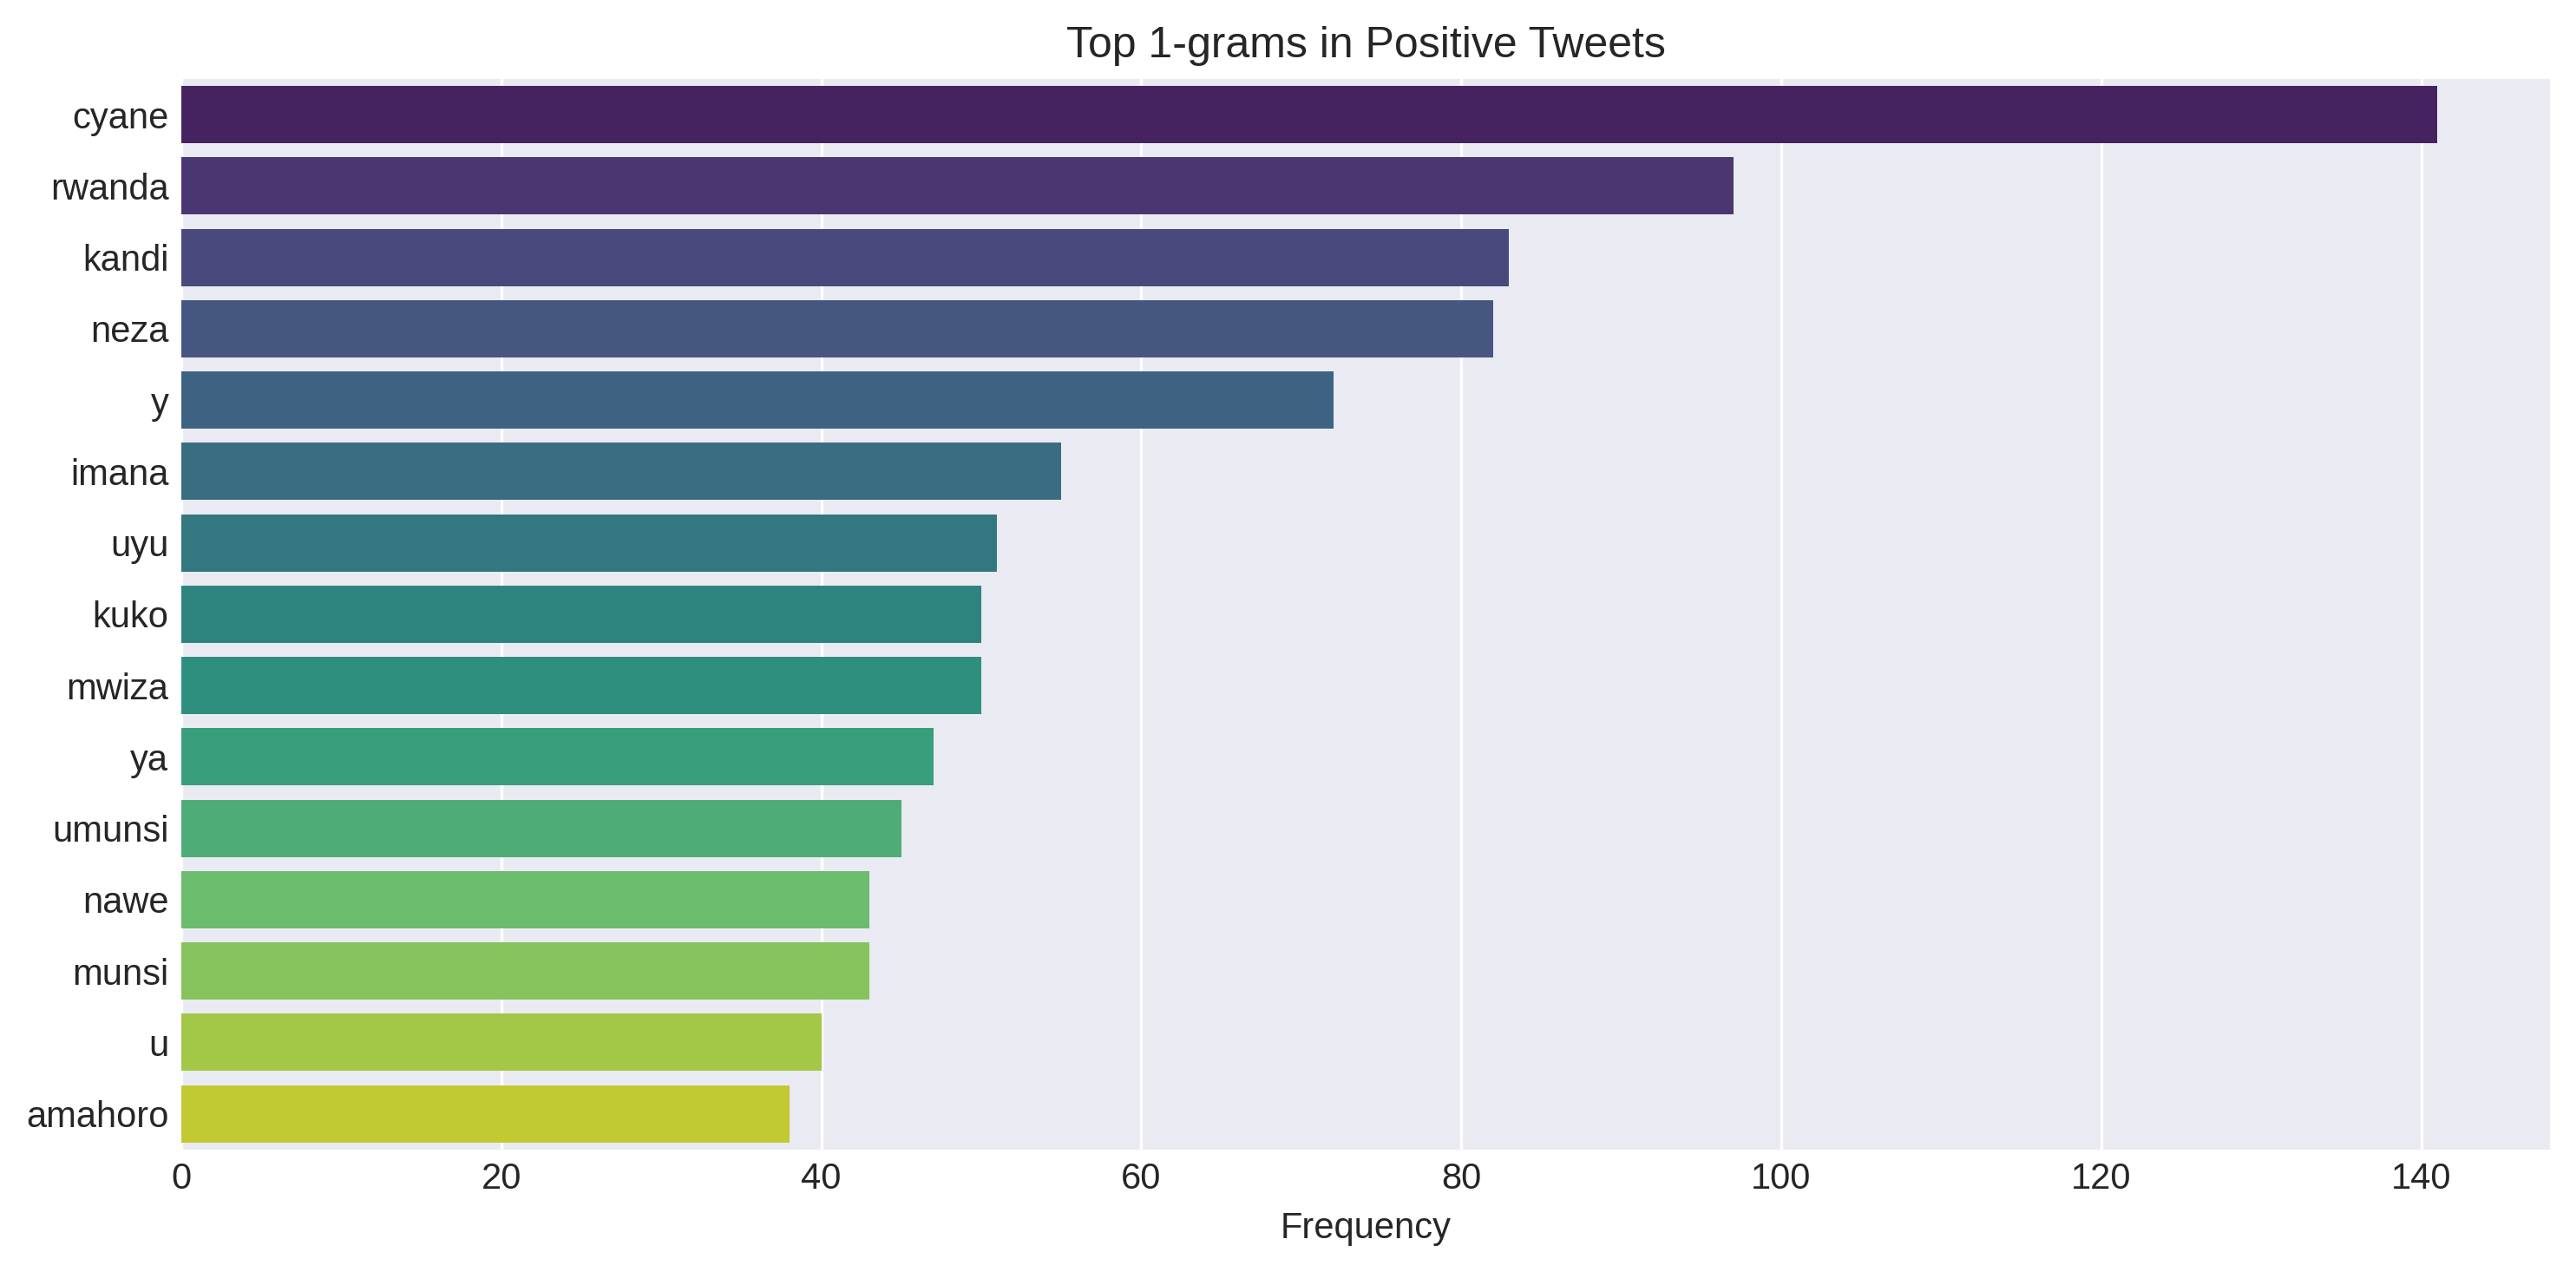 Top 1-grams in Positive Tweets
cyane
rwanda
kandi
neza
y
imana
uyu
kuko
mwiza
ya
umunsi
nawe
munsi
u
amahoro
0 20 40 60 80 100 120 140
Frequency